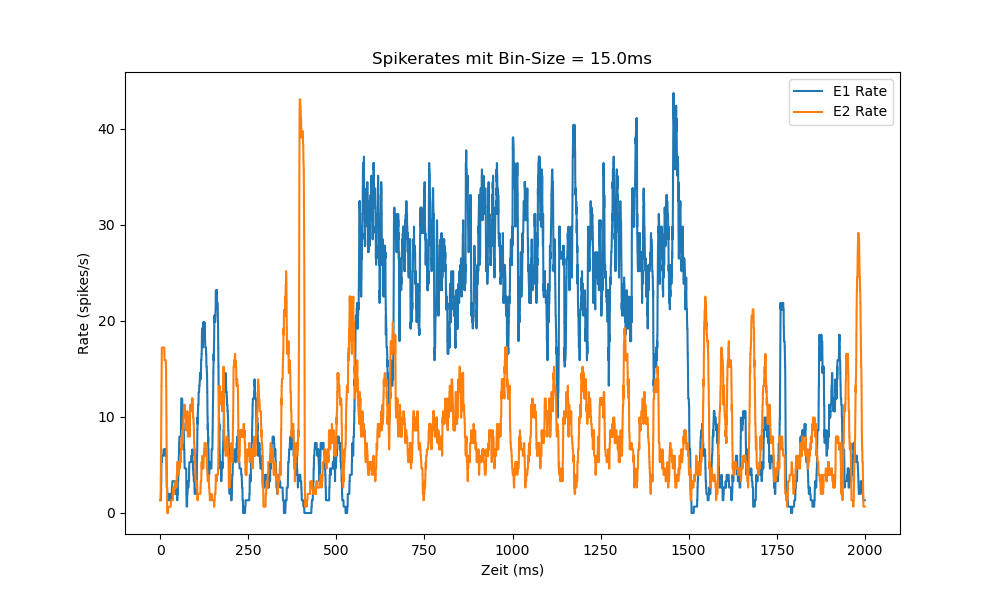 Spikerates mit Bin-Size = 15.0ms
E1 Rate
E2 Rate
Rate (spikes/s)
40
30
20
10
0
0 250 500 750 1000 1250 1500 1750 2000
Zeit (ms)